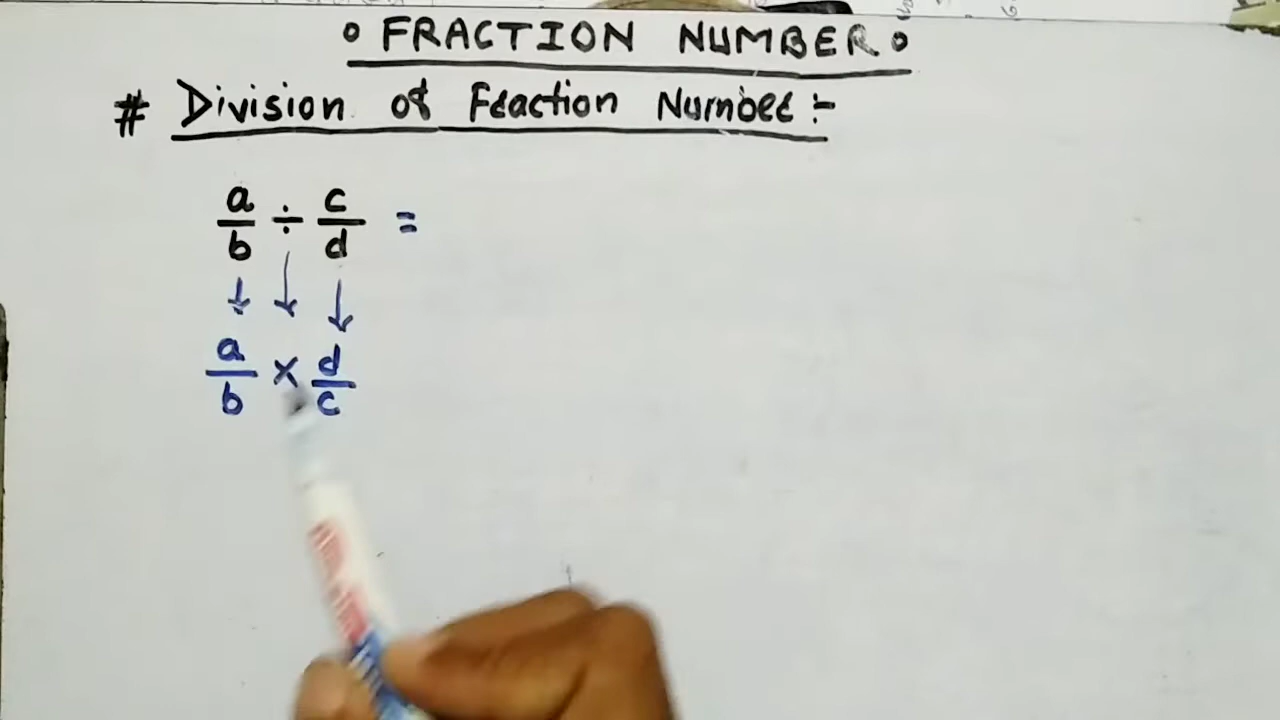 FRACTION NUMBER
# Division of Fraction Number :-
a/b ÷ c/d =
a/b × d/c